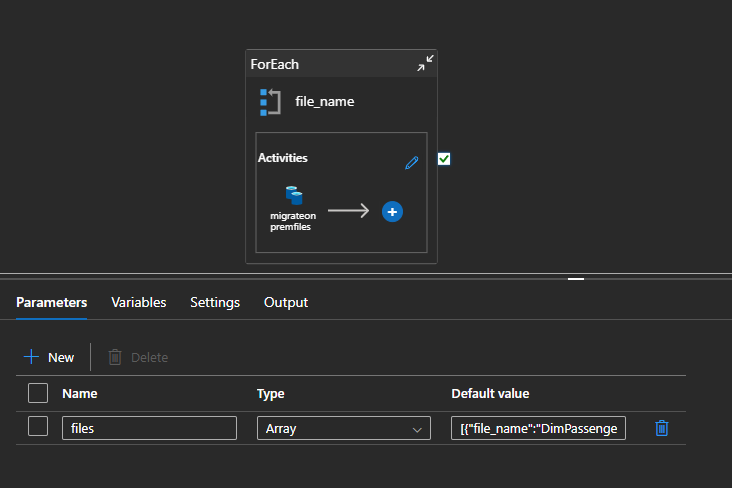 ForEach
file_name
Activities
migrateon
premfiles
Parameters Variables Settings Output
New Delete
Name Type Default value
files Array [{"file_name":"DimPassenge